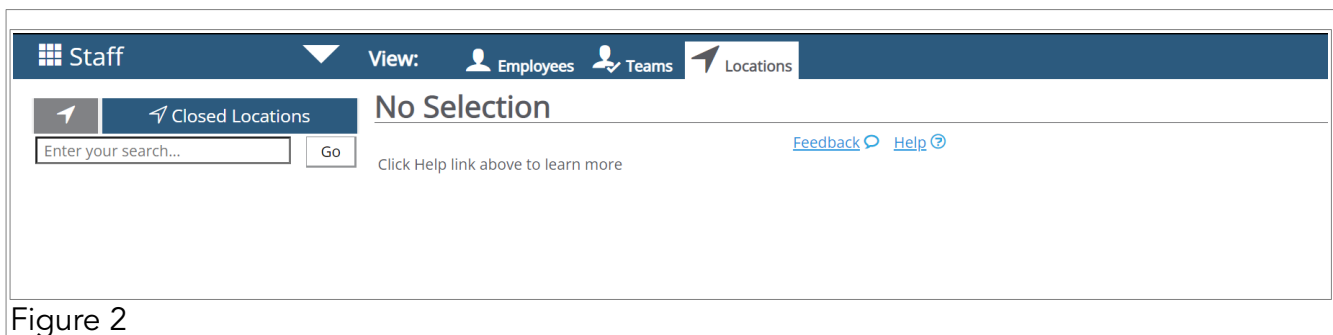 Staff
View: Employees Teams Locations
Closed Locations
No Selection
Enter your search... Go
Feedback Help
Click Help link above to learn more
Figure 2